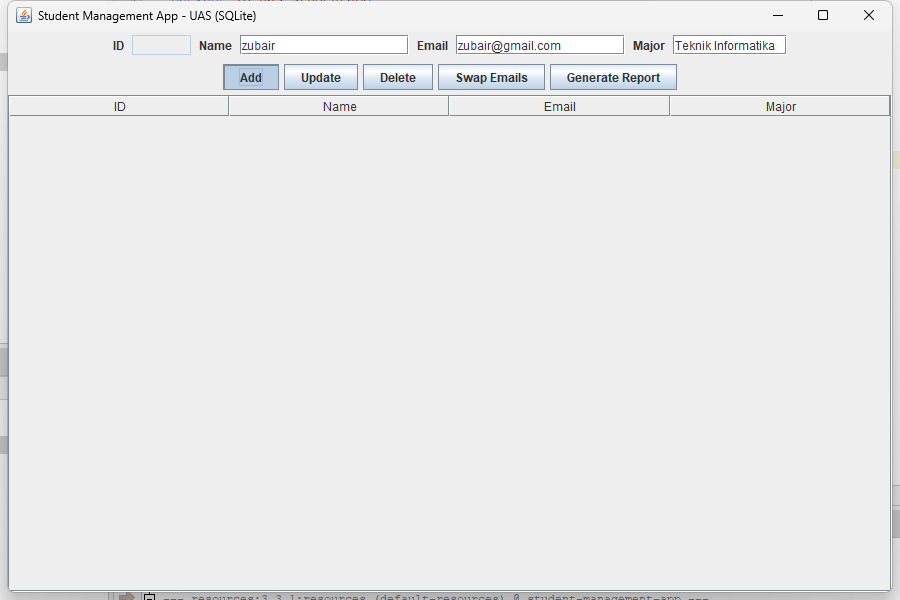 Student Management App - UAS (SQLite)
ID Name zubair Email zubair@gmail.com Major Teknik Informatika
Add Update Delete Swap Emails Generate Report
ID Name Email Major
--- resources:3.3.1:resources (default-resources) @ student-management-app ---